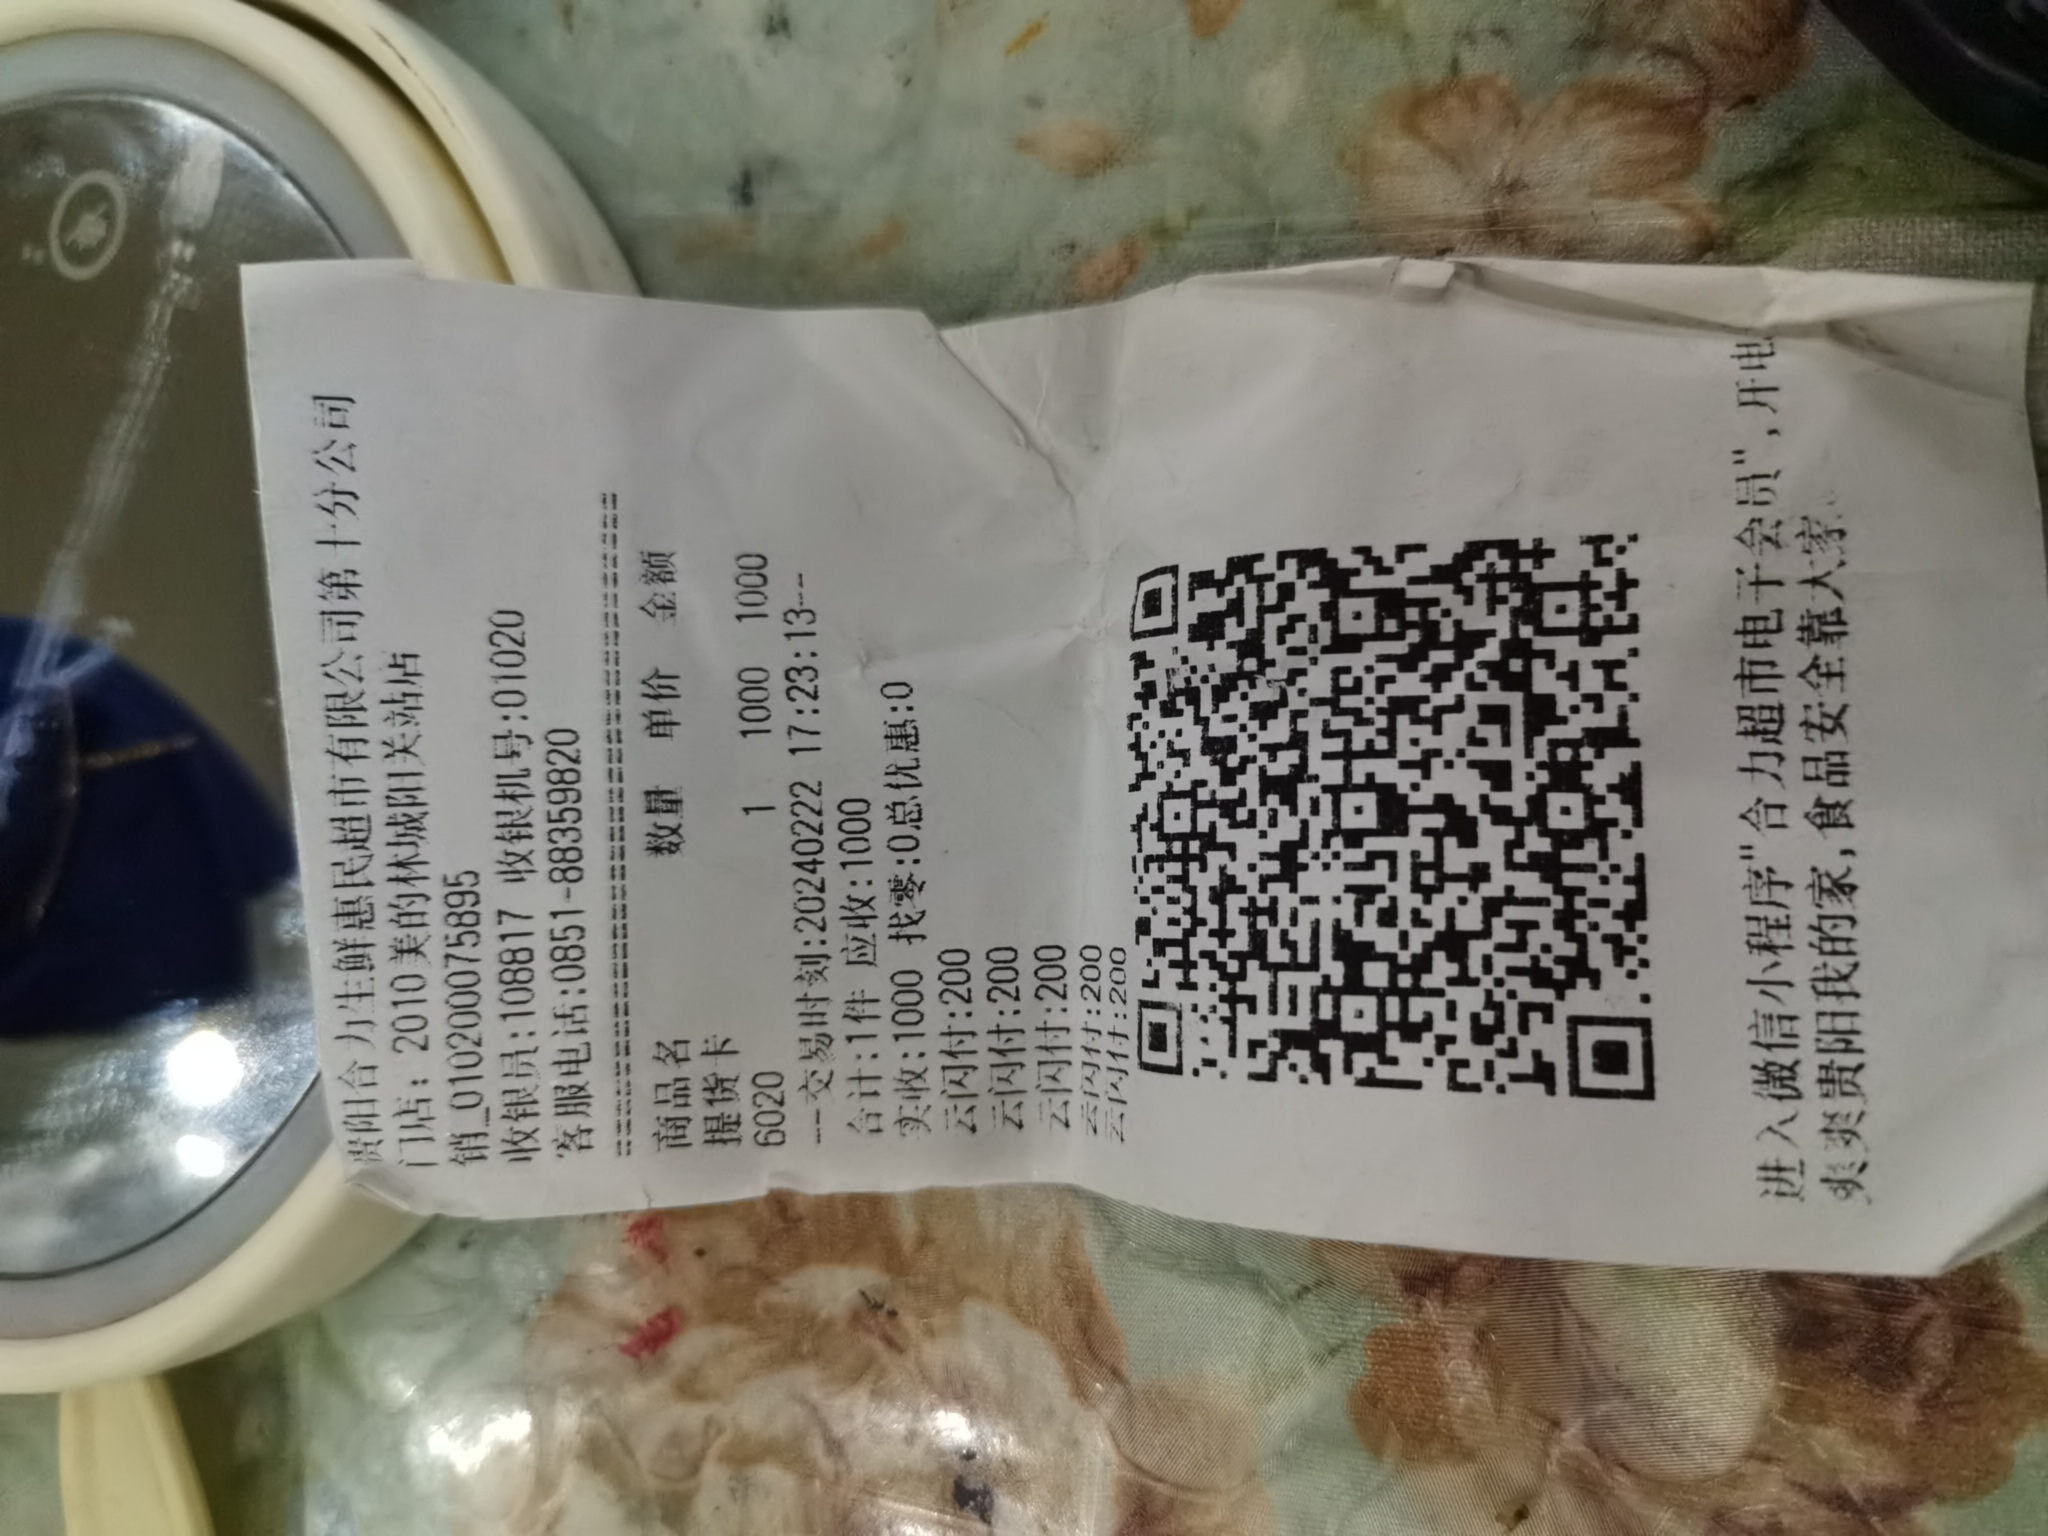 贵阳合力生鲜惠民超市有限公司第十分公司
门店: 2010美的林城阳关站店
销_010200075895
收银员:108817 收银机号:01020
客服电话:0851-88359820
================================
商品名 数量 单价 金额
提货卡
6020 1 1000 1000
---交易时刻:20240222 17:23:13---
合计:1件 应收:1000
实收:1000 找零:0总优惠:0
云闪付:200
云闪付:200
云闪付:200
云闪付:200
云闪付:200
进入微信小程序"合力超市电子会员",开电
爽爽贵阳我的家,食品安全靠大家.